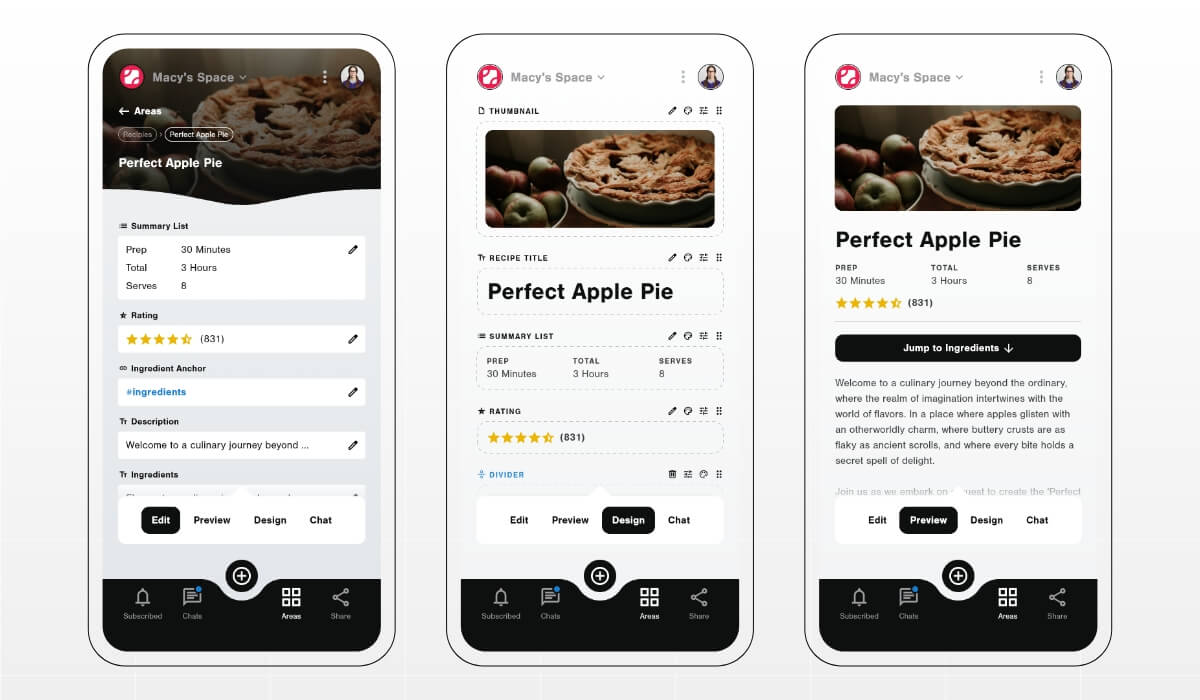 Macy's Space
Areas
Recipies > Perfect Apple Pie
Perfect Apple Pie
Summary List
Prep 30 Minutes
Total 3 Hours
Serves 8
Rating
(831)
Ingredient Anchor
#ingredients
Description
Welcome to a culinary journey beyond ...
Ingredients
Edit Preview Design Chat
Subscribed Chats Areas Share
Macy's Space
THUMBNAIL
RECIPE TITLE
Perfect Apple Pie
SUMMARY LIST
PREP TOTAL SERVES
30 Minutes 3 Hours 8
RATING
(831)
DIVIDER
Edit Preview Design Chat
Subscribed Chats Areas Share
Macy's Space
Perfect Apple Pie
PREP TOTAL SERVES
30 Minutes 3 Hours 8
(831)
Jump to Ingredients
Welcome to a culinary journey beyond the ordinary,
where the realm of imagination intertwines with the
world of flavors. In a place where apples glisten with
an otherworldly charm, where buttery crusts are as
flaky as ancient scrolls, and where every bite holds a
secret spell of delight.
Join us as we embark on quest to create the 'Perfect
Edit Preview Design Chat
Subscribed Chats Areas Share